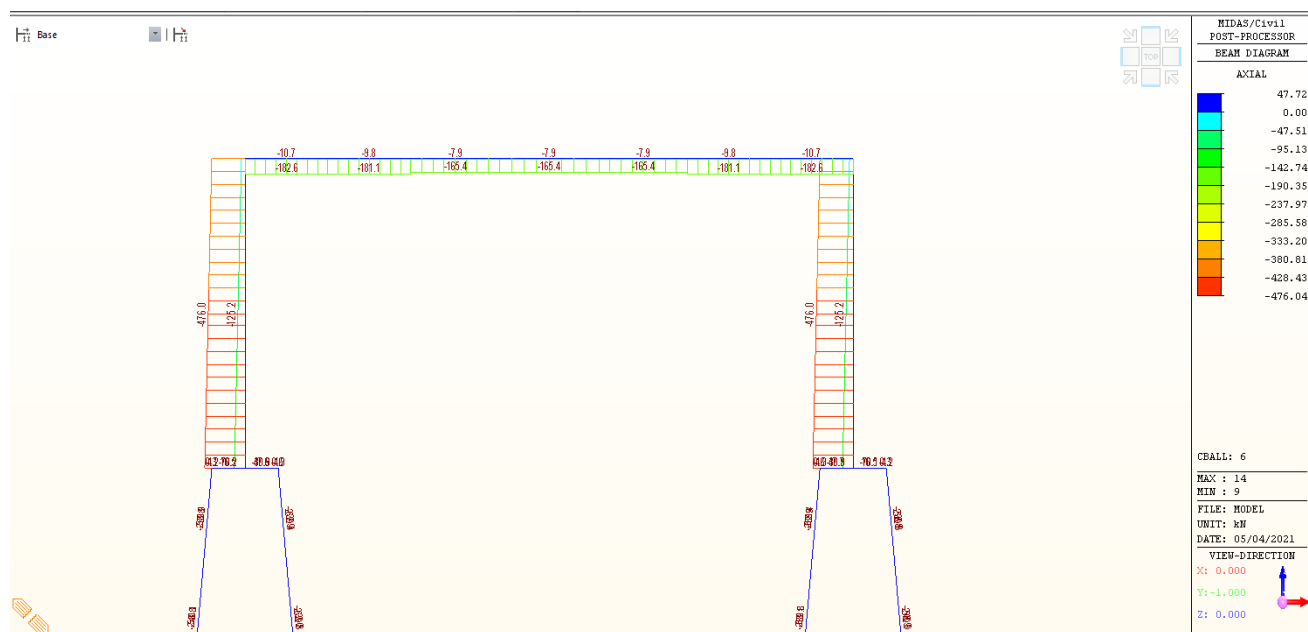 Base
TOP
MIDAS/Civil
POST-PROCESSOR
BEAM DIAGRAM
AXIAL
47.72
0.00
-47.51
-95.13
-142.74
-190.35
-237.97
-285.58
-333.20
-380.81
-428.43
-476.04
-10.7 -9.8 -7.9 -7.9 -7.9 -9.8 -10.7
-182.6 -181.1 -165.4 -165.4 -165.4 -181.1 -182.6
-476.0 -125.2 -476.0 -125.2
CBALL: 6
MAX : 14
MIN : 9
FILE: MODEL
UNIT: kN
DATE: 05/04/2021
VIEW-DIRECTION
X: 0.000
Y:-1.000
Z: 0.000